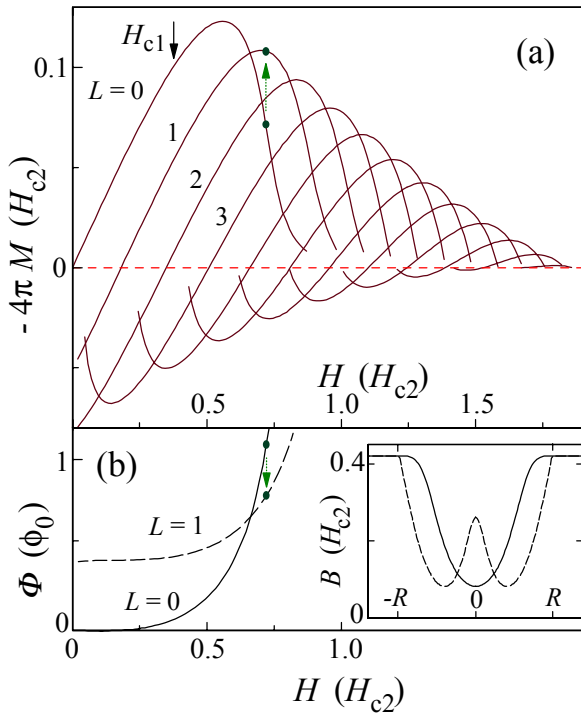 (a)
H_c1
L = 0
1
2
3
0.1
0
- 4π M (H_c2)
H (H_c2)
0.5
1.0
1.5
(b)
1
0
Φ (ϕ_0)
L = 1
L = 0
0
0.5
1.0
H (H_c2)
0.4
0
B (H_c2)
-R
0
R